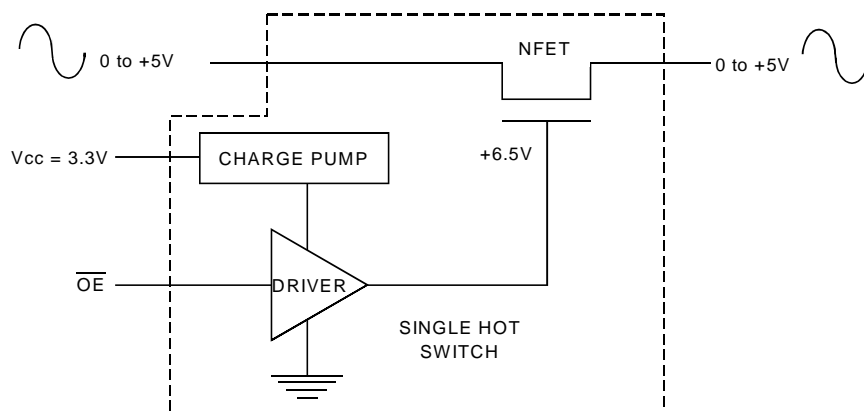 NFET
0 to +5V
0 to +5V
Vcc = 3.3V
CHARGE PUMP
+6.5V
OE
DRIVER
SINGLE HOT
SWITCH